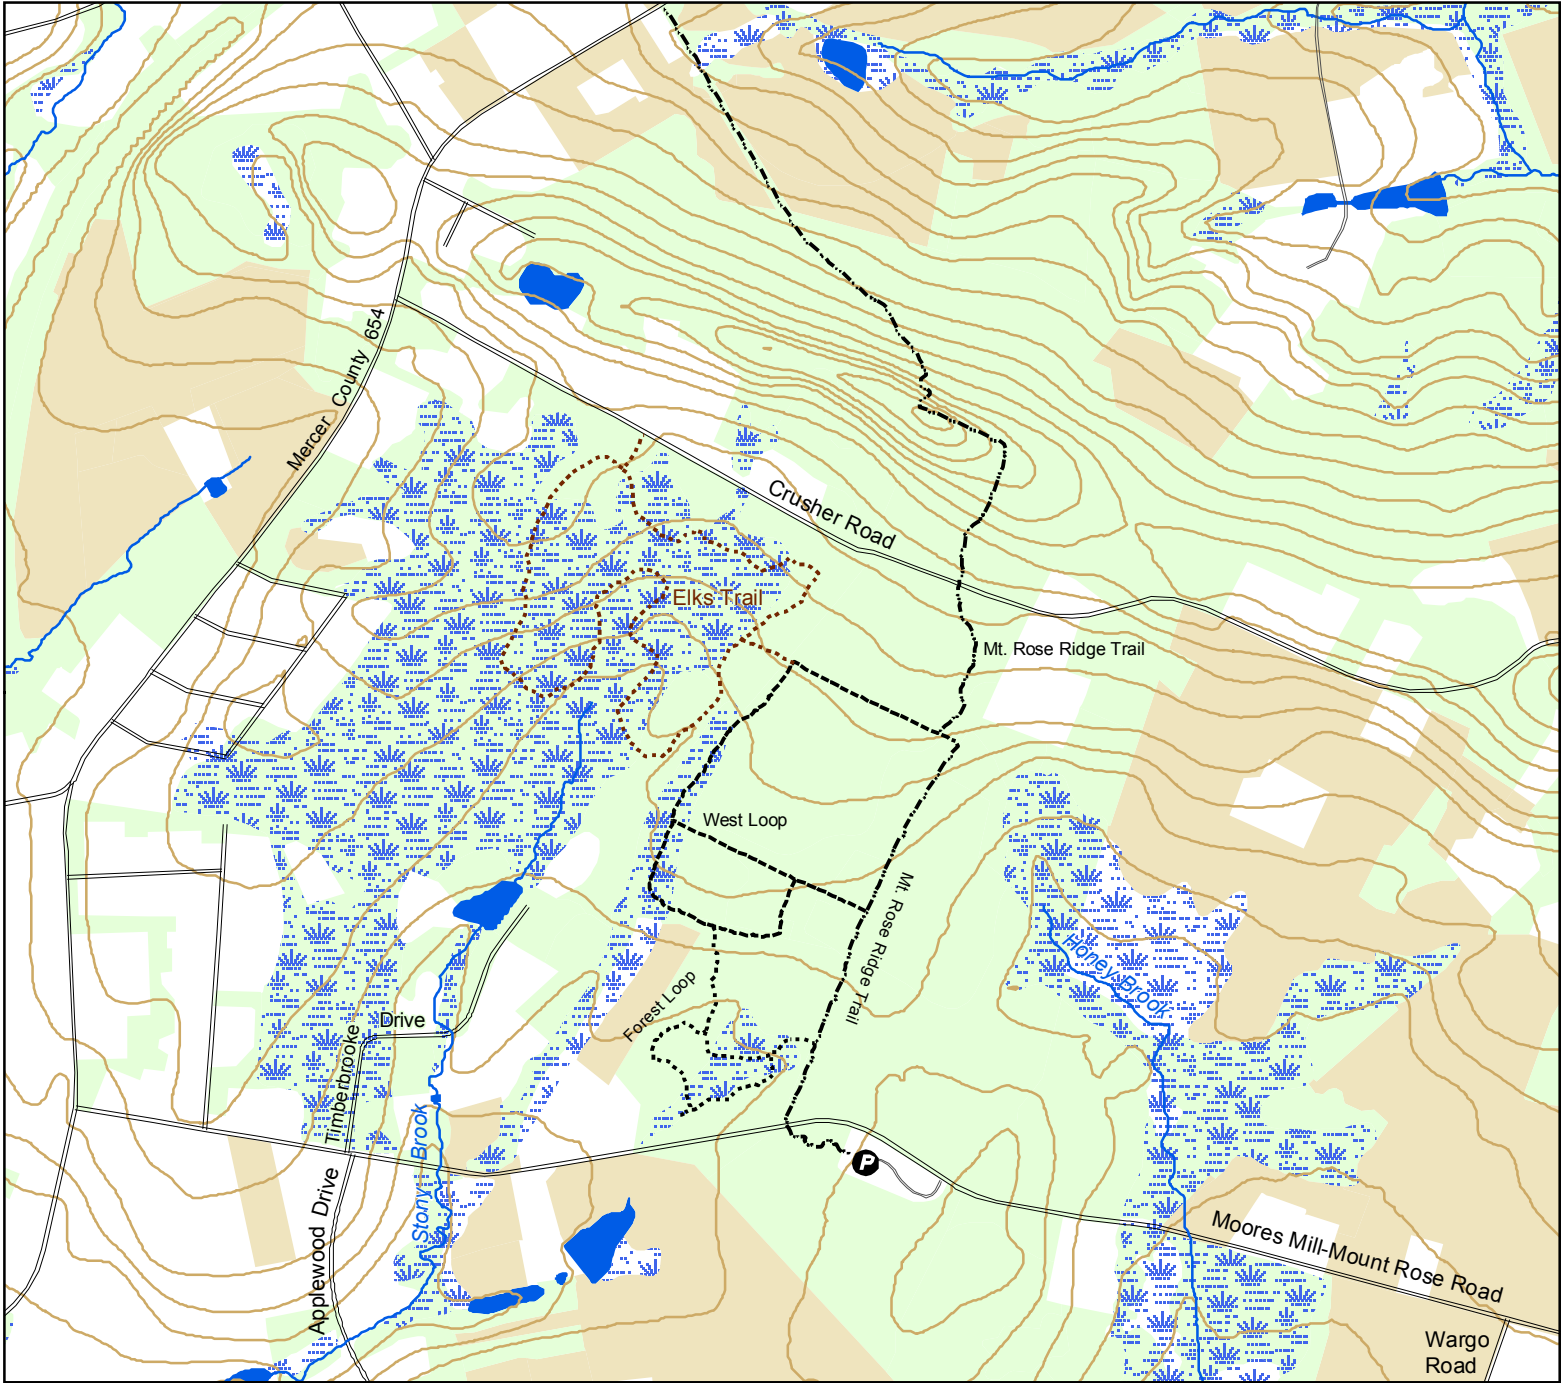 Mercer County 654
Crusher Road
Elks Trail
Mt. Rose Ridge Trail
West Loop
Mt. Rose Ridge Trail
Honey Brook
Forest Loop
Drive
Timberbrooke
Stony Brook
P
Applewood Drive
Moores Mill-Mount Rose Road
Wargo
Road